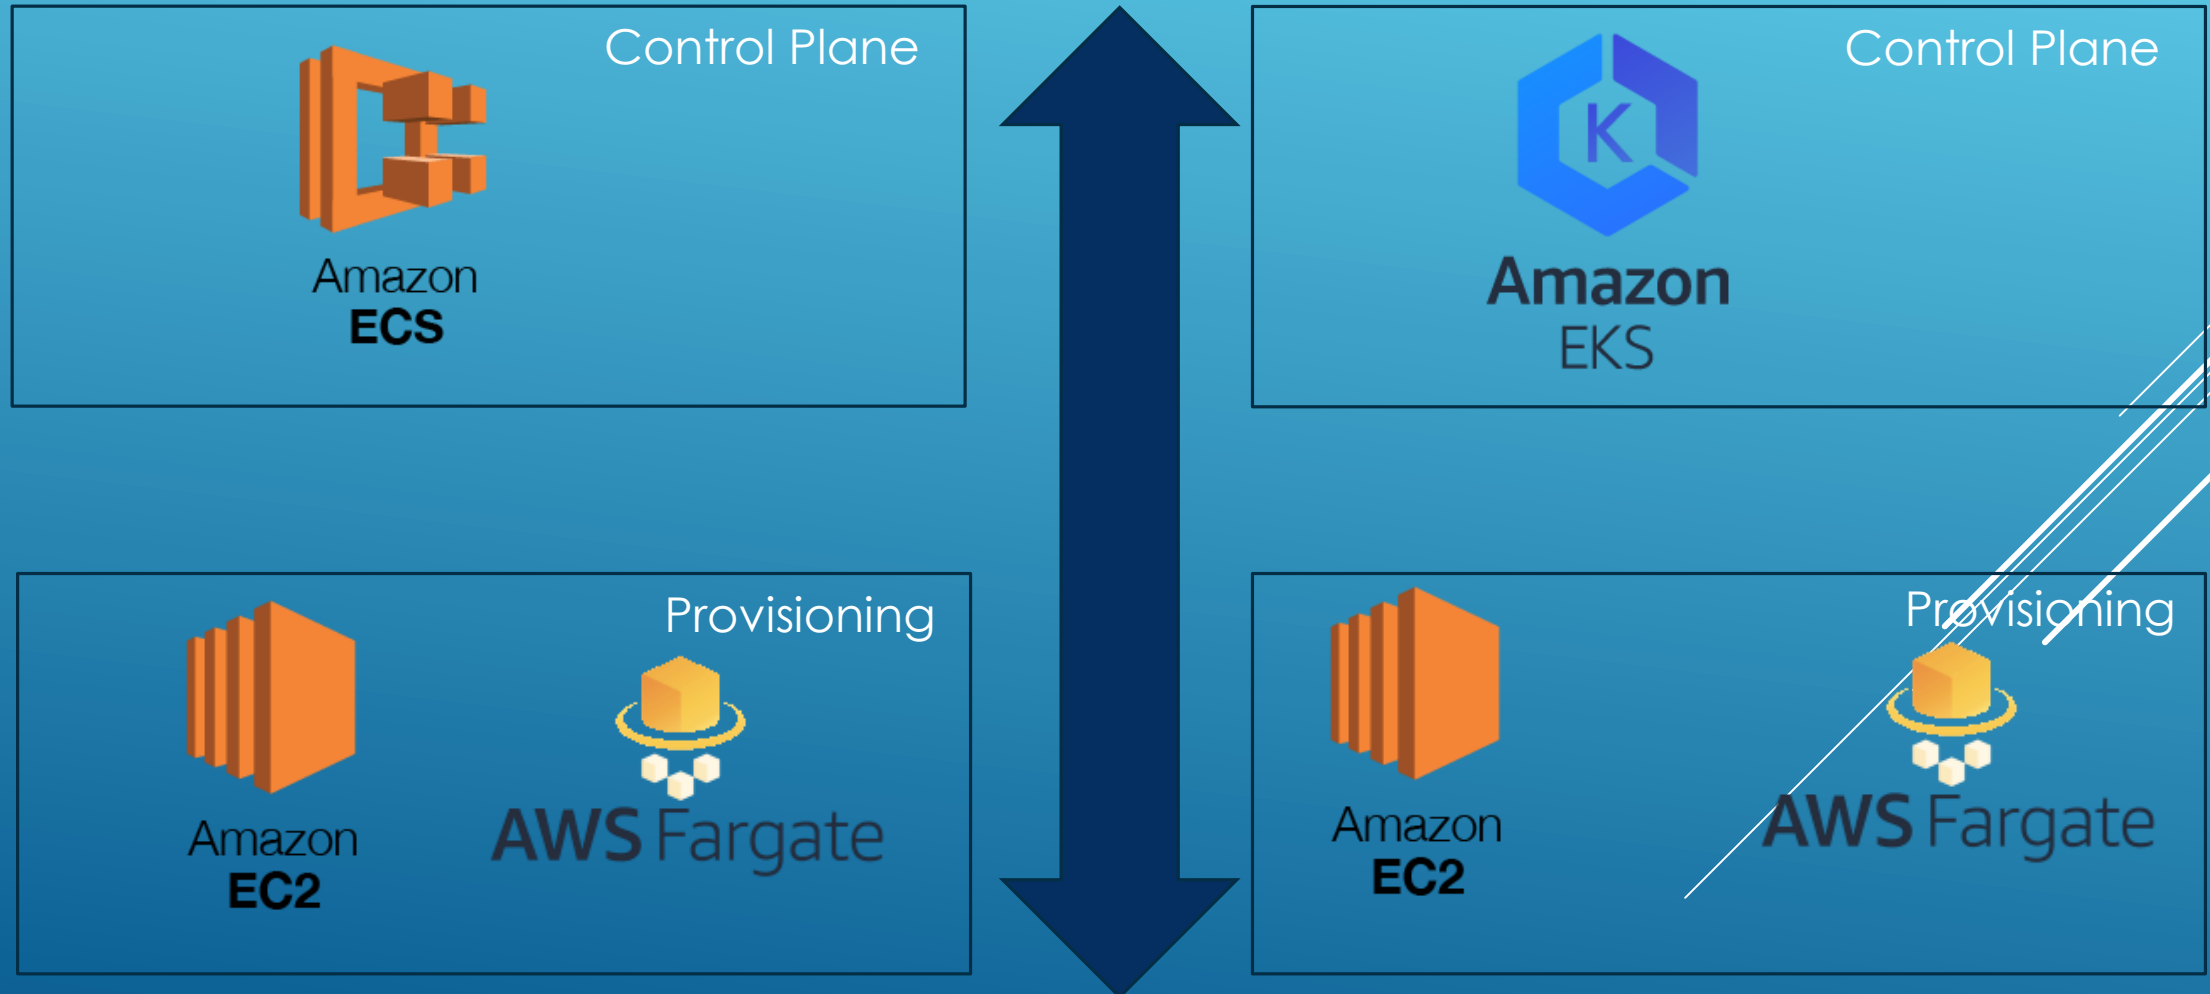 Control Plane
Amazon
ECS
Control Plane
K
Amazon
EKS
Provisioning
Amazon
EC2
AWS Fargate
Provisioning
Amazon
EC2
AWS Fargate